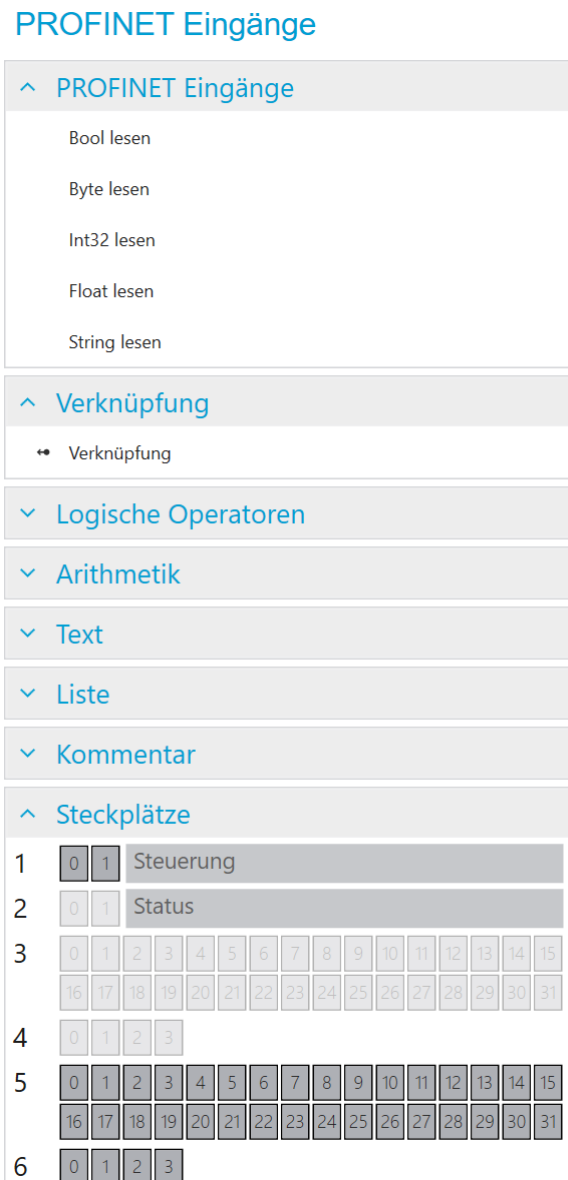 PROFINET Eingänge
PROFINET Eingänge
Bool lesen
Byte lesen
Int32 lesen
Float lesen
String lesen
Verknüpfung
Verknüpfung
Logische Operatoren
Arithmetik
Text
Liste
Kommentar
Steckplätze
1 0 1 Steuerung
2 0 1 Status
3 0 1 2 3 4 5 6 7 8 9 10 11 12 13 14 15
16 17 18 19 20 21 22 23 24 25 26 27 28 29 30 31
4 0 1 2 3
5 0 1 2 3 4 5 6 7 8 9 10 11 12 13 14 15
16 17 18 19 20 21 22 23 24 25 26 27 28 29 30 31
6 0 1 2 3